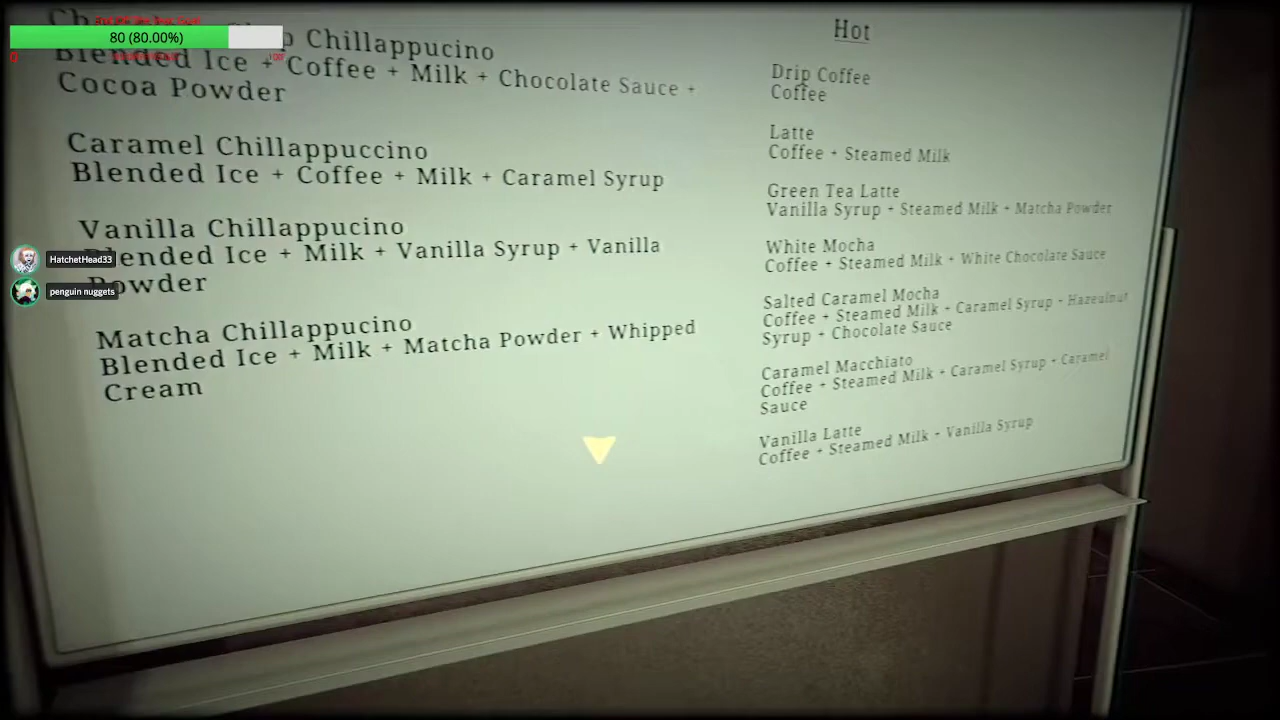 80 (80.00%)
0
Chillappucino
Blended Ice + Coffee + Milk + Chocolate Sauce +
Cocoa Powder
Caramel Chillappuccino
Blended Ice + Coffee + Milk + Caramel Syrup
Vanilla Chillappucino
Blended Ice + Milk + Vanilla Syrup + Vanilla
Powder
HatchetHead33
penguin nuggets
Matcha Chillappucino
Blended Ice + Milk + Matcha Powder + Whipped
Cream
Hot
Drip Coffee
Coffee
Latte
Coffee + Steamed Milk
Green Tea Latte
Vanilla Syrup + Steamed Milk + Matcha Powder
White Mocha
Coffee + Steamed Milk + White Chocolate Sauce
Salted Caramel Mocha
Coffee + Steamed Milk + Caramel Syrup + Hazelnut
Syrup + Chocolate Sauce
Caramel Macchiato
Coffee + Steamed Milk + Caramel Syrup + Caramel
Sauce
Vanilla Latte
Coffee + Steamed Milk + Vanilla Syrup